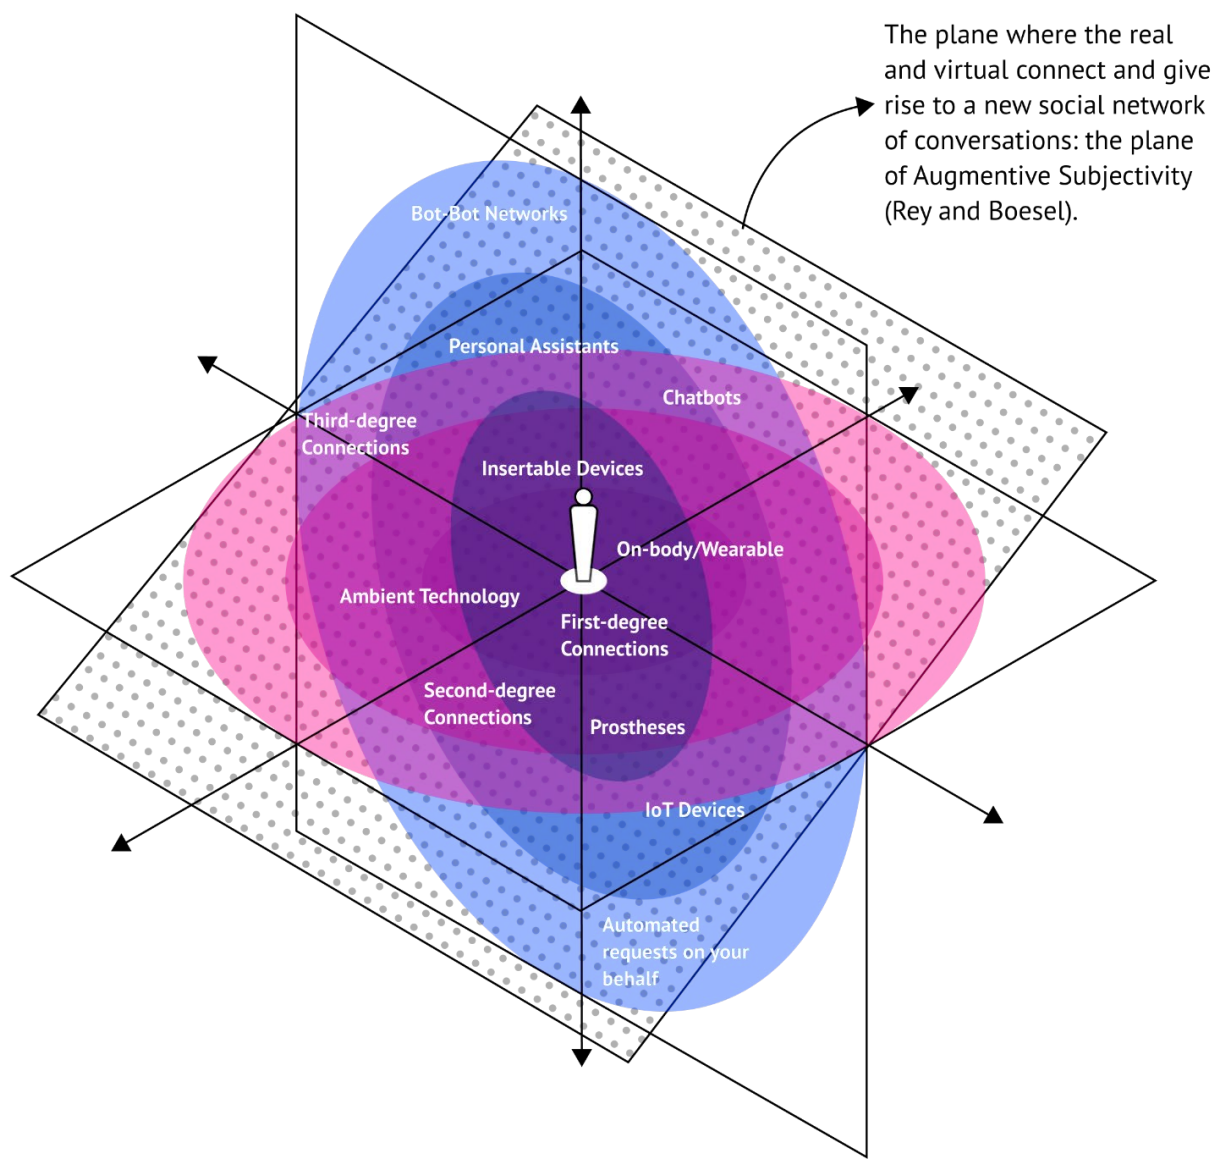 The plane where the real
and virtual connect and give
rise to a new social network
of conversations: the plane
of Augmentive Subjectivity
(Rey and Boesel).
Bot-Bot Networks
Personal Assistants
Chatbots
Third-degree
Connections
Insertable Devices
On-body/Wearable
Ambient Technology
First-degree
Connections
Second-degree
Connections
Prostheses
IoT Devices
Automated
requests on your
behalf